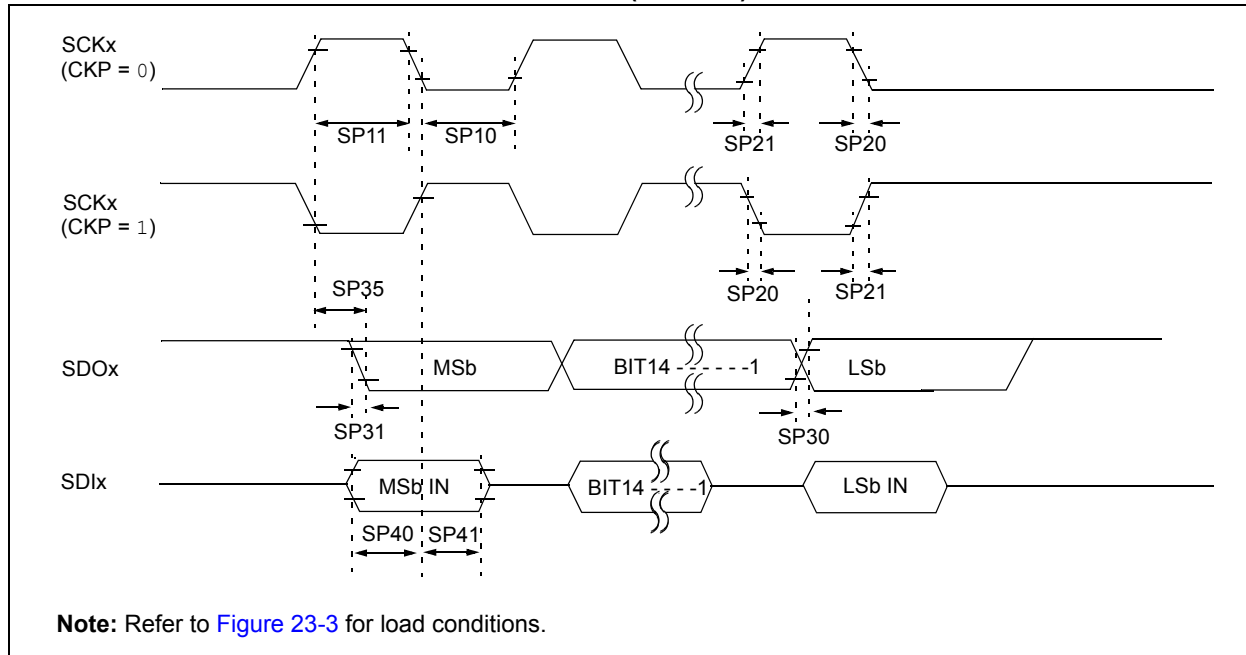 SCKx
(CKP = 0)
SP11
SP10
SP21
SP20
SCKx
(CKP = 1)
SP35
SP20
SP21
SDOx
MSb
BIT14 - - - - - -1
LSb
SP31
SP30
SDIx
MSb IN
BIT14 - - - -1
LSb IN
SP40
SP41
Note: Refer to Figure 23-3 for load conditions.